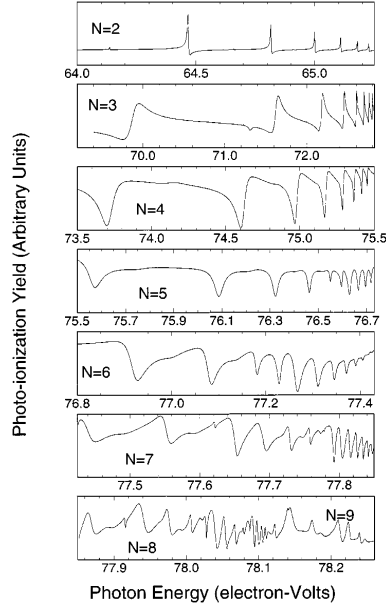 Photo-ionization Yield (Arbitrary Units)
N=2
64.0 64.5 65.0
N=3
70.0 71.0 72.0
N=4
73.5 74.0 74.5 75.0 75.5
N=5
75.5 75.7 75.9 76.1 76.3 76.5 76.7
N=6
76.8 77.0 77.2 77.4
N=7
77.5 77.6 77.7 77.8
N=8
N=9
77.9 78.0 78.1 78.2
Photon Energy (electron-Volts)